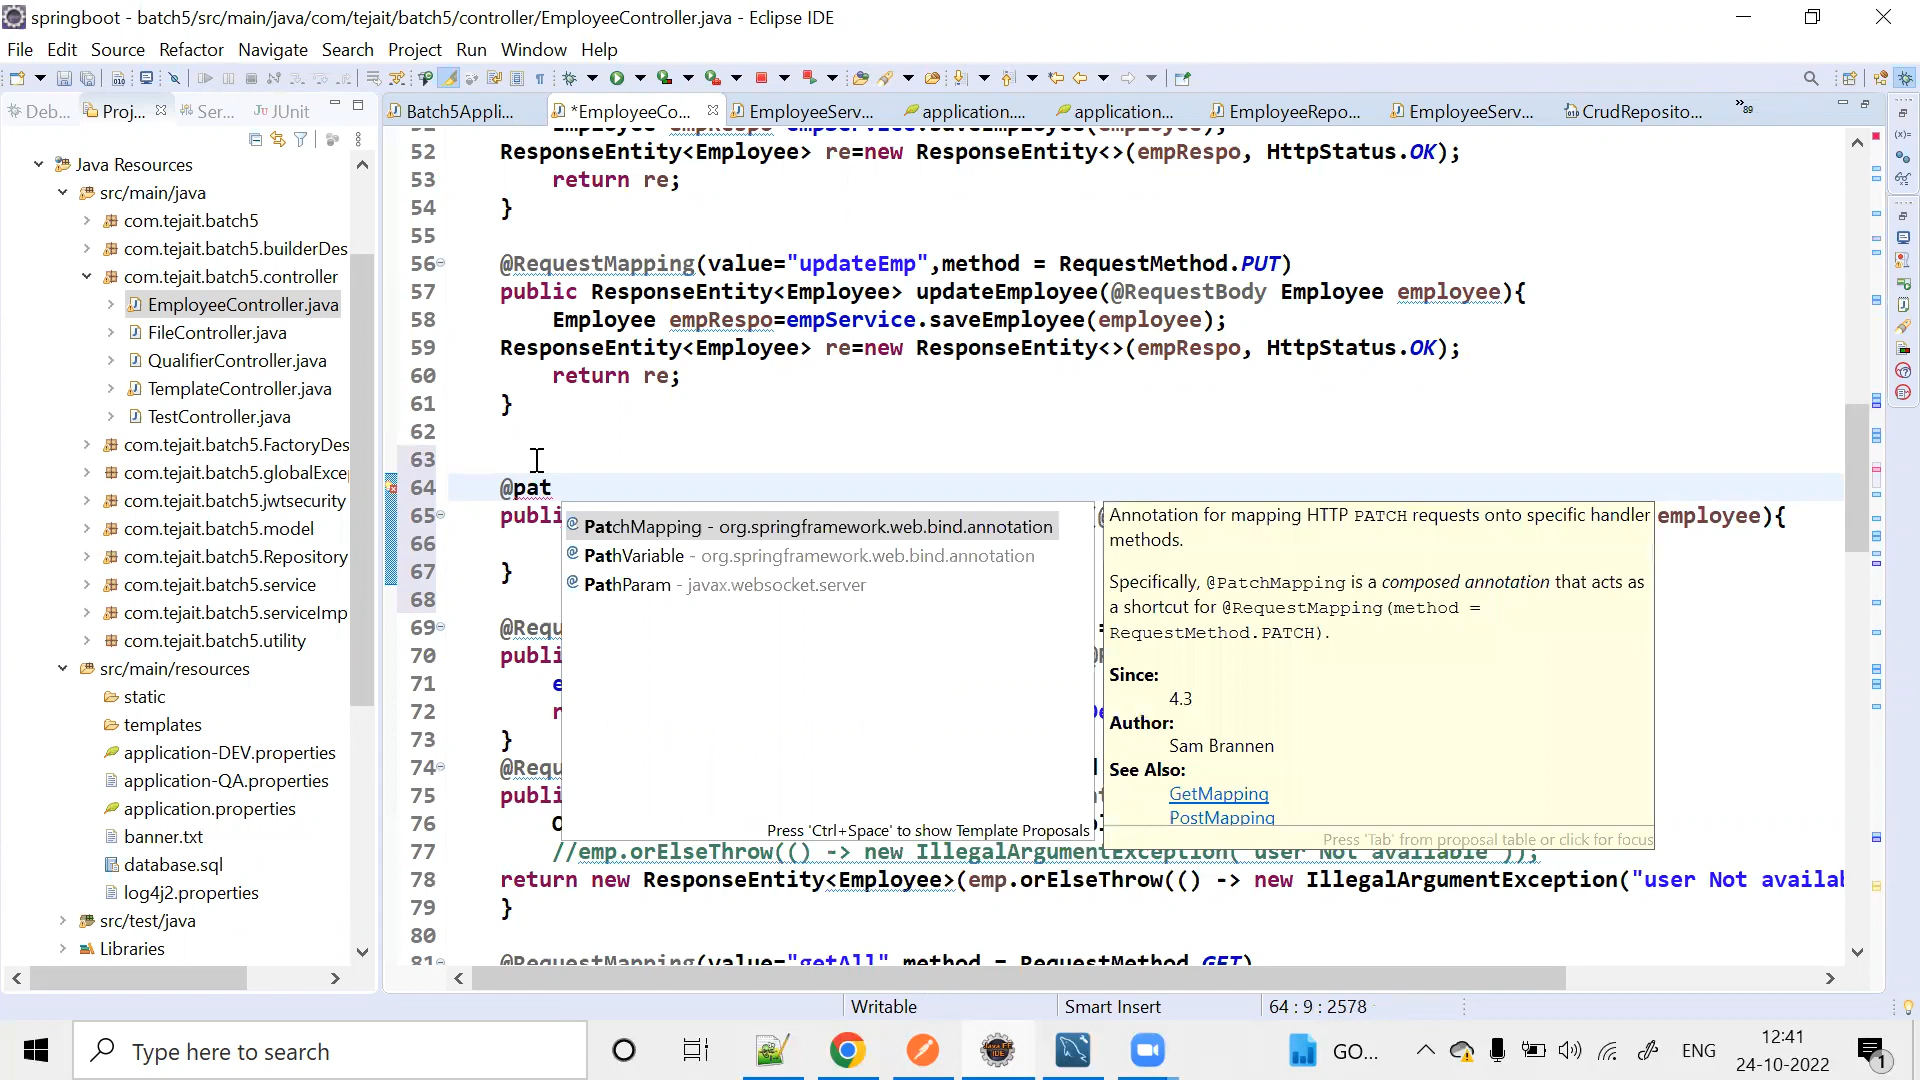 springboot - batch5/src/main/java/com/tejait/batch5/controller/EmployeeController.java - Eclipse IDE
File Edit Source Refactor Navigate Search Project Run Window Help
Deb... Proj... Ser... JUnit
Batch5Appli... *EmployeeCo... EmployeeServ... application.... application... EmployeeRepo... EmployeeServ... CrudReposito... »89
Java Resources
src/main/java
com.tejait.batch5
com.tejait.batch5.builderDes
com.tejait.batch5.controller
EmployeeController.java
FileController.java
QualifierController.java
TemplateController.java
TestController.java
com.tejait.batch5.FactoryDes
com.tejait.batch5.globalExce
com.tejait.batch5.jwtsecurity
com.tejait.batch5.model
com.tejait.batch5.Repository
com.tejait.batch5.service
com.tejait.batch5.serviceImp
com.tejait.batch5.utility
src/main/resources
static
templates
application-DEV.properties
application-QA.properties
application.properties
banner.txt
database.sql
log4j2.properties
src/test/java
Libraries
52 ResponseEntity<Employee> re=new ResponseEntity<>(empRespo, HttpStatus.OK);
53 return re;
54 }
55
56 @RequestMapping(value="updateEmp",method = RequestMethod.PUT)
57 public ResponseEntity<Employee> updateEmployee(@RequestBody Employee employee){
58 Employee empRespo=empService.saveEmployee(employee);
59 ResponseEntity<Employee> re=new ResponseEntity<>(empRespo, HttpStatus.OK);
60 return re;
61 }
62
63
64 @pat
65 publi employee){
66
67 }
68
69 @Requ
70 publi
71 e
72 r
73 }
74 @Requ
75 publi
76 O
77 //emp.orElseThrow(() -> new IllegalArgumentException("user Not available"));
78 return new ResponseEntity<Employee>(emp.orElseThrow(() -> new IllegalArgumentException("user Not availab
79 }
80
81 @RequestMapping(value="getAll",method = RequestMethod.GET)
PatchMapping - org.springframework.web.bind.annotation
PathVariable - org.springframework.web.bind.annotation
PathParam - javax.websocket.server
Press 'Ctrl+Space' to show Template Proposals
Annotation for mapping HTTP PATCH requests onto specific handler
methods.
Specifically, @PatchMapping is a composed annotation that acts as
a shortcut for @RequestMapping(method =
RequestMethod.PATCH).
Since:
4.3
Author:
Sam Brannen
See Also:
GetMapping
PostMapping
Press 'Tab' from proposal table or click for focus
Writable Smart Insert 64 : 9 : 2578
Type here to search
GO... ENG
12:41
24-10-2022
1